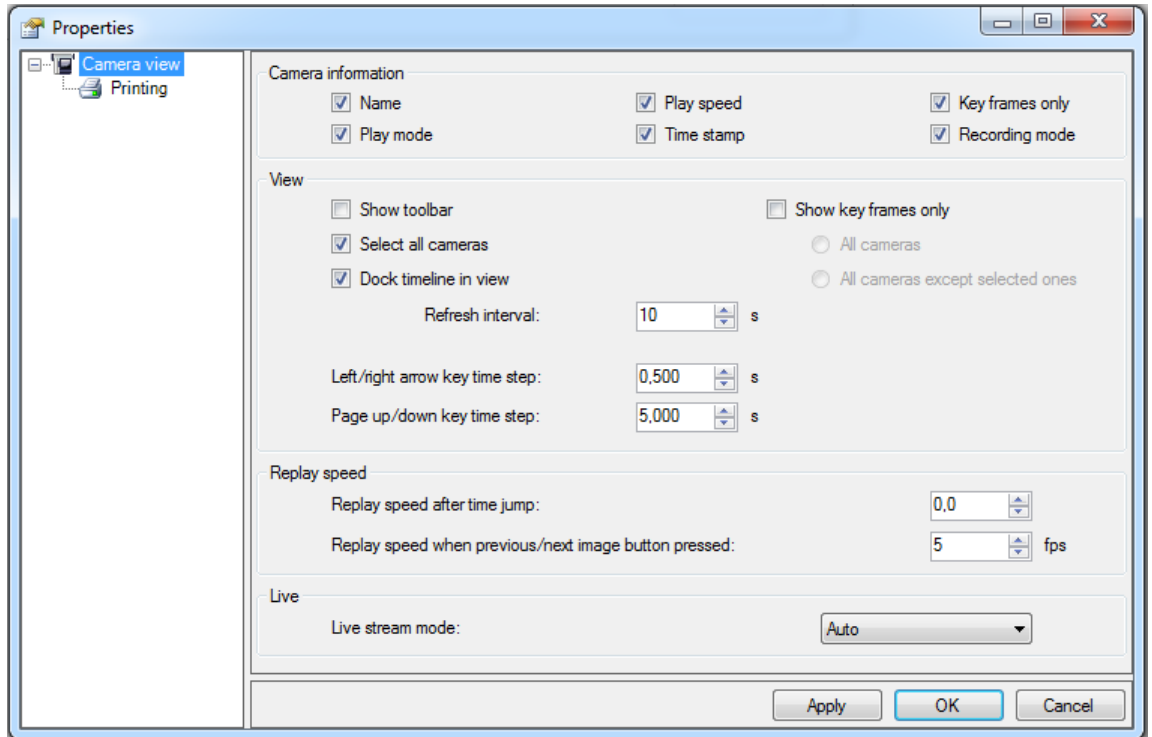 Properties
Camera view
Printing
Camera information
Name Play speed Key frames only
Play mode Time stamp Recording mode
View
Show toolbar Show key frames only
Select all cameras All cameras
Dock timeline in view All cameras except selected ones
Refresh interval: 10 s
Left/right arrow key time step: 0,500 s
Page up/down key time step: 5,000 s
Replay speed
Replay speed after time jump: 0,0
Replay speed when previous/next image button pressed: 5 fps
Live
Live stream mode: Auto
Apply OK Cancel